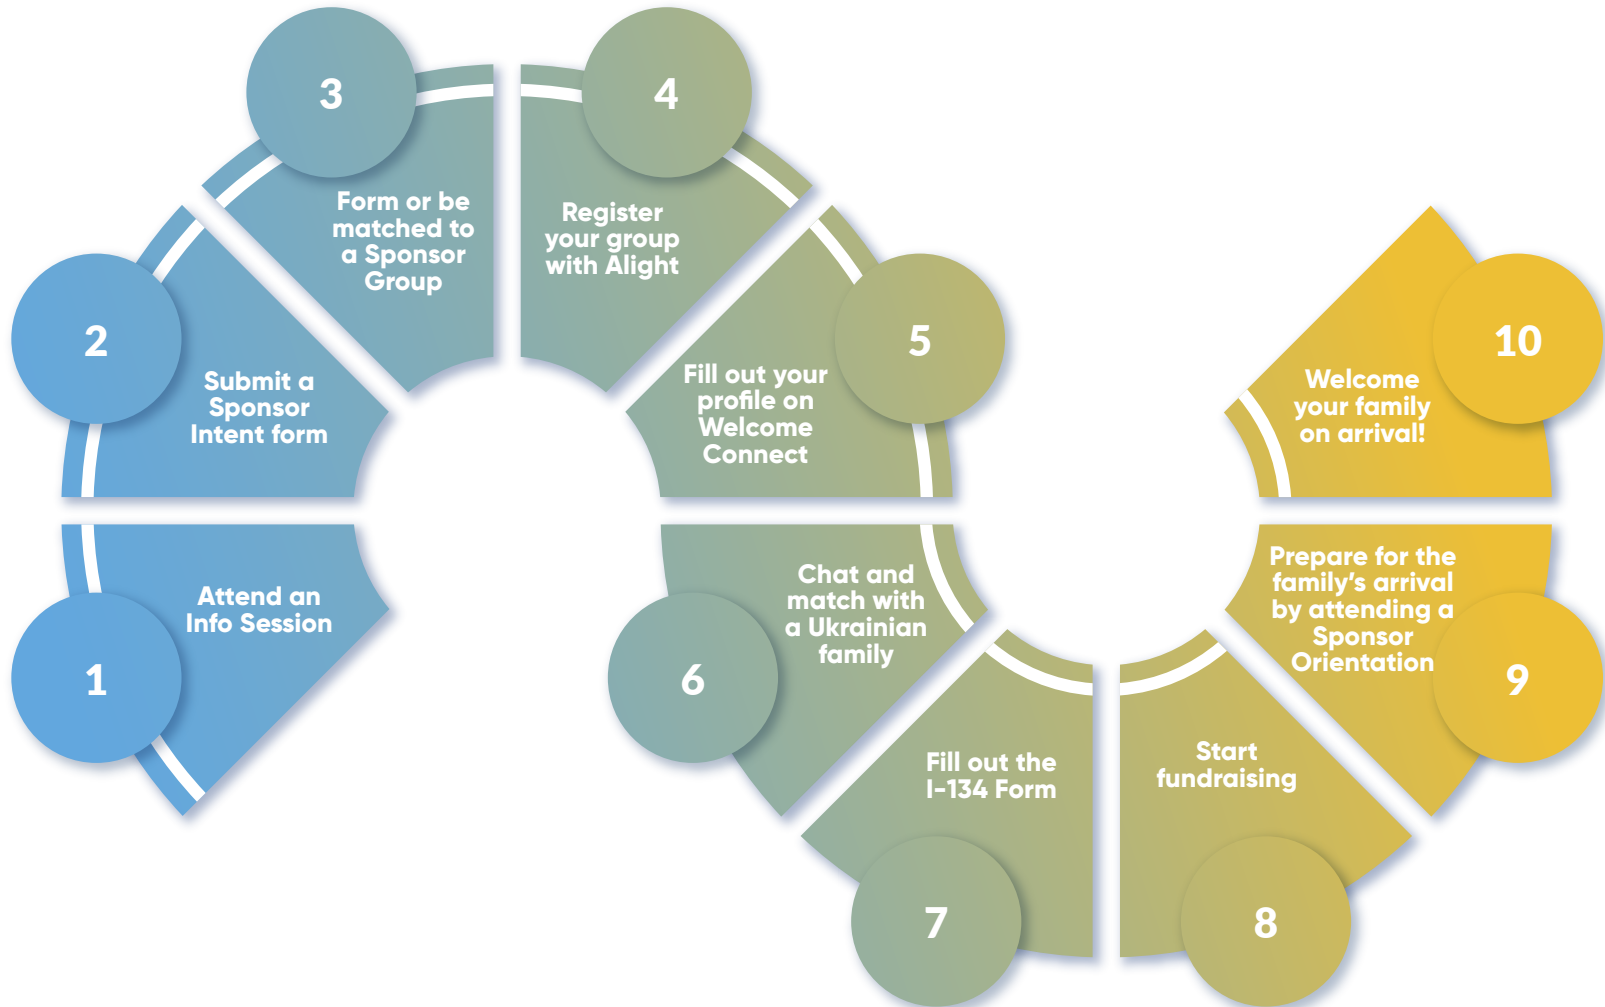 1
Attend an
Info Session
2
Submit a
Sponsor
Intent form
3
Form or be
matched to
a Sponsor
Group
4
Register
your group
with Alight
5
Fill out your
profile on
Welcome
Connect
6
Chat and
match with
a Ukrainian
family
7
Fill out the
I-134 Form
8
Start
fundraising
9
Prepare for the
family's arrival
by attending a
Sponsor
Orientation
10
Welcome
your family
on arrival!